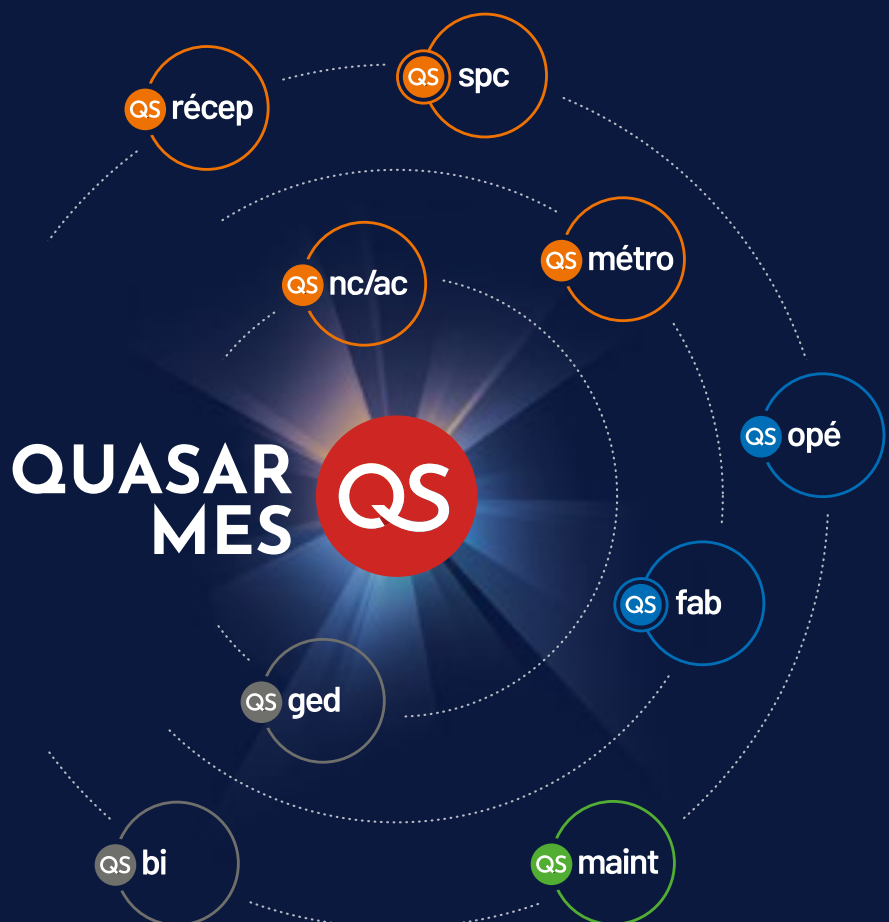 QS spc
QS récep
QS métro
QS nc/ac
QS opé
QUASAR
MES
QS
QS fab
QS ged
QS bi
QS maint